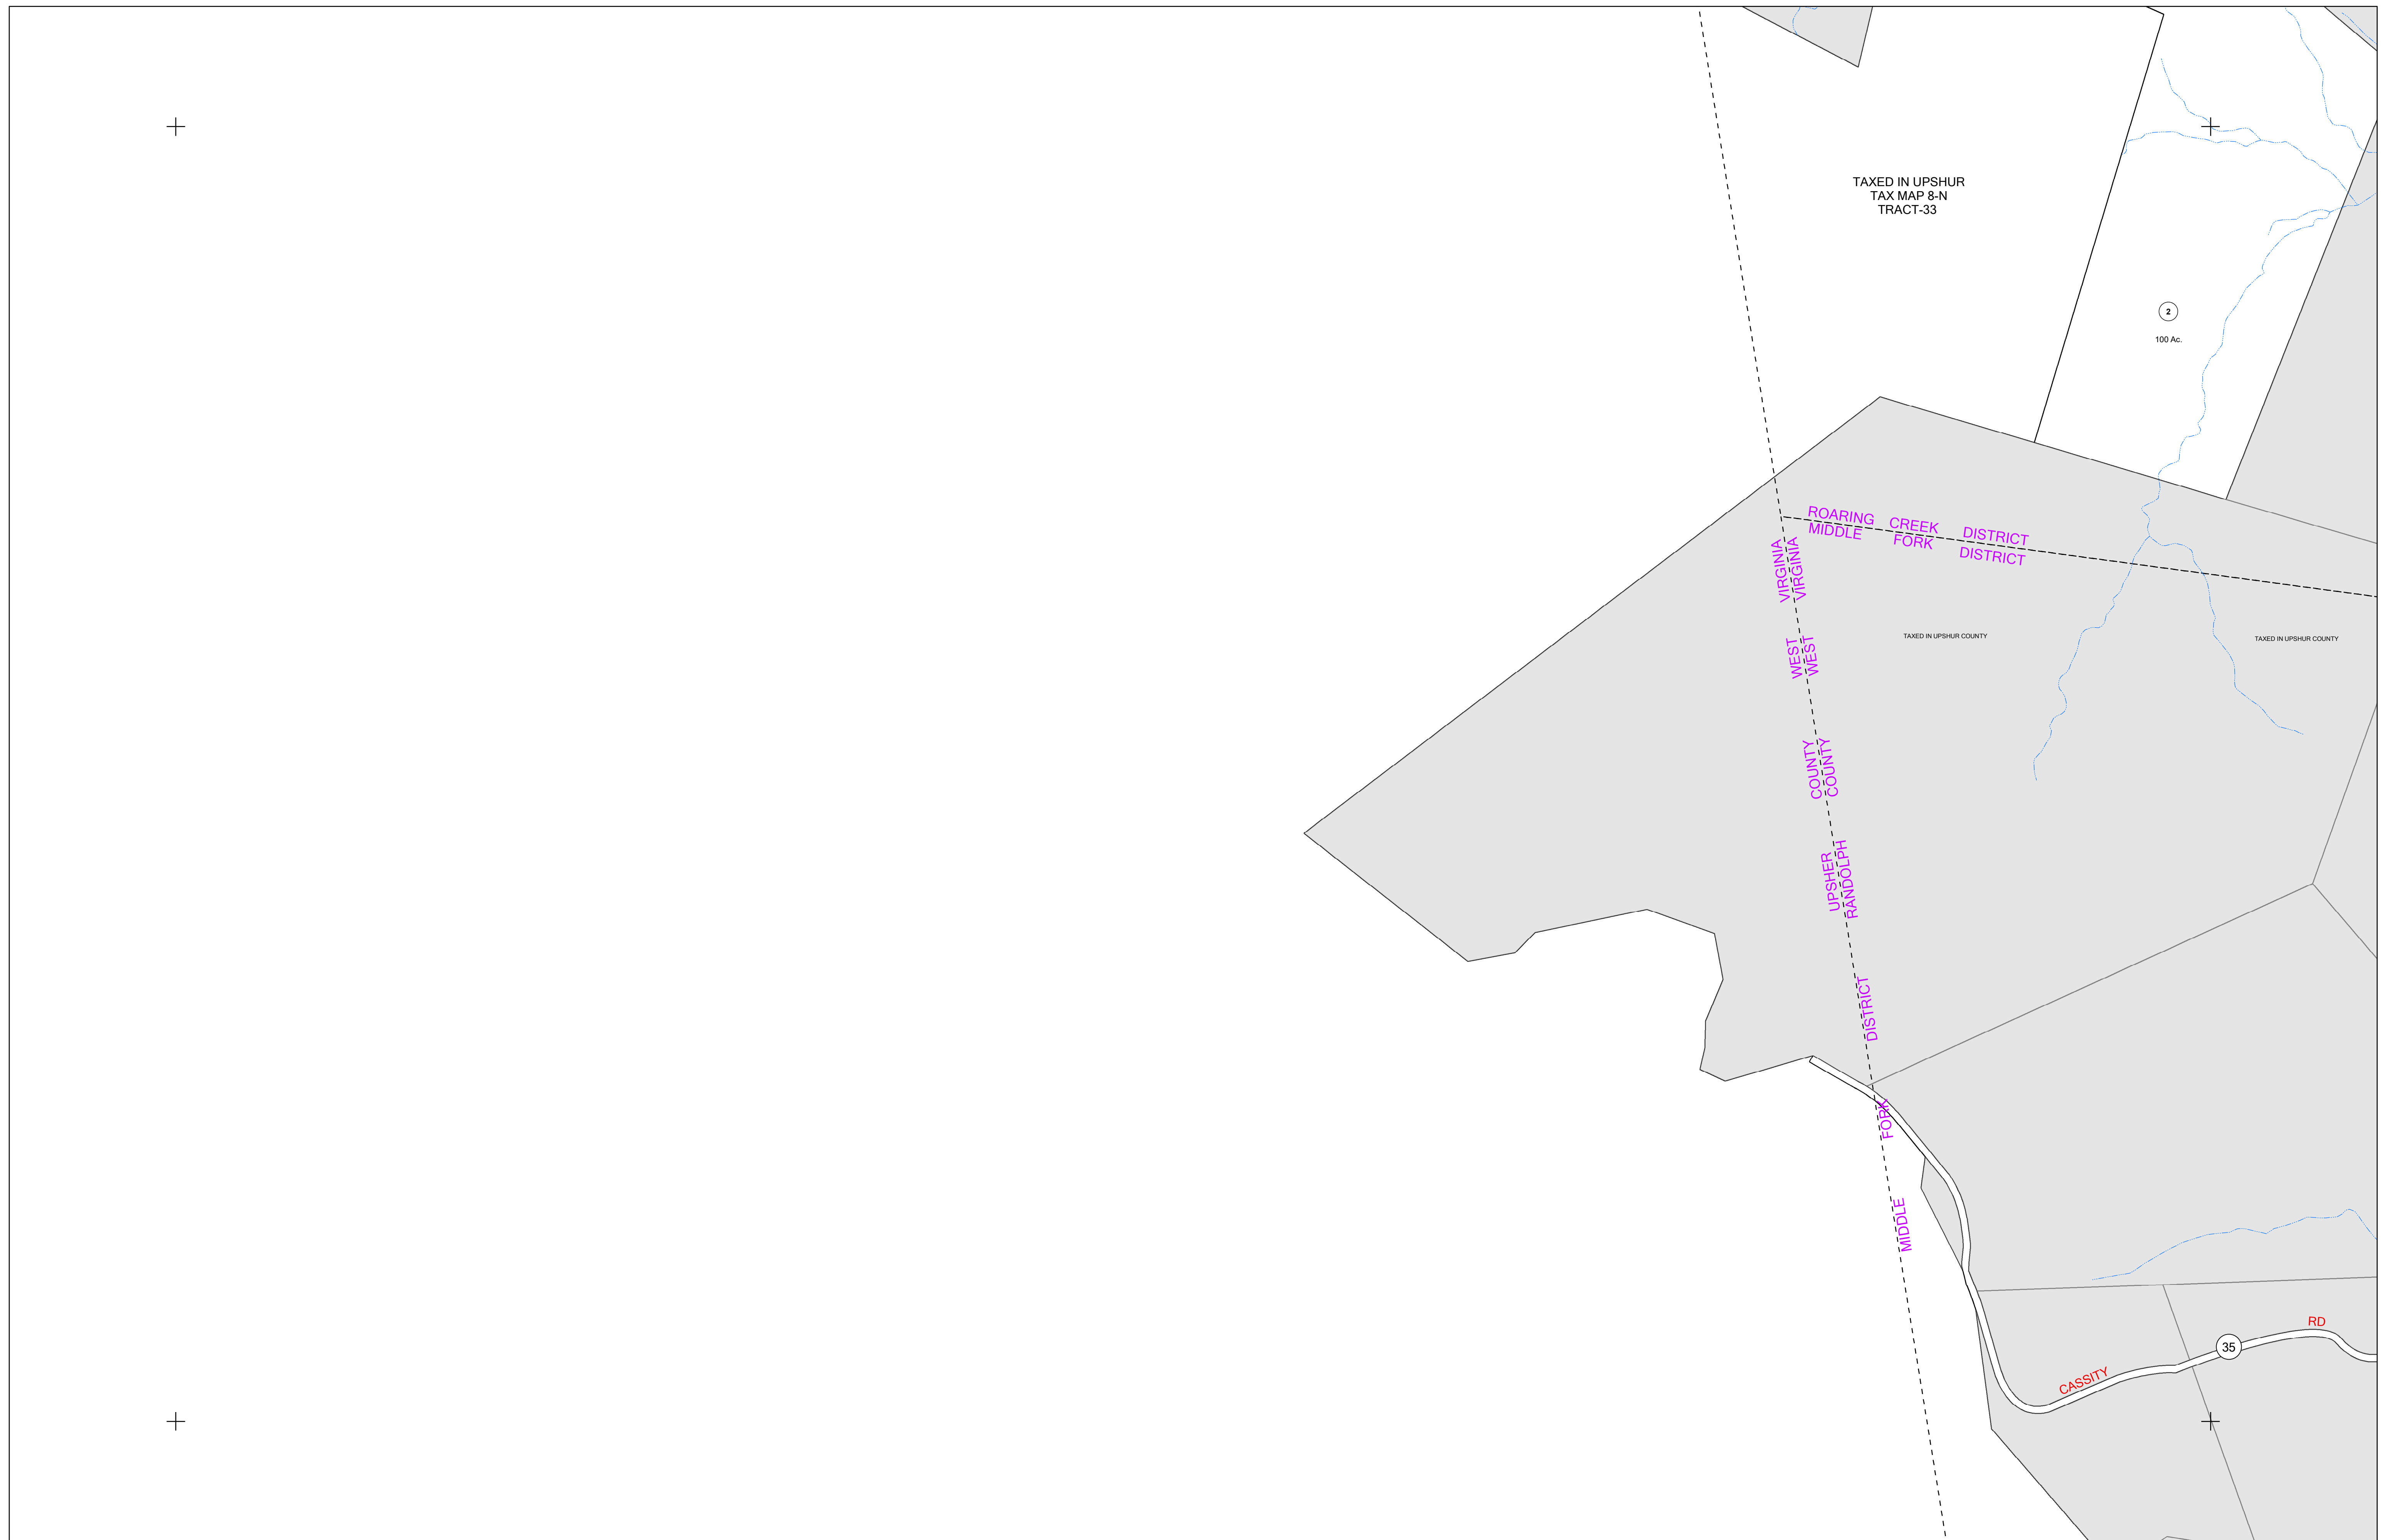 TAXED IN UPSHUR
TAX MAP 8-N
TRACT-33
2
100 Ac.
ROARING CREEK DISTRICT
MIDDLE FORK DISTRICT
UPSHER COUNTY WEST VIRGINIA
MIDDLE FORK DISTRICT RANDOLPH COUNTY WEST VIRGINIA
TAXED IN UPSHUR COUNTY
TAXED IN UPSHUR COUNTY
CASSITY RD
35